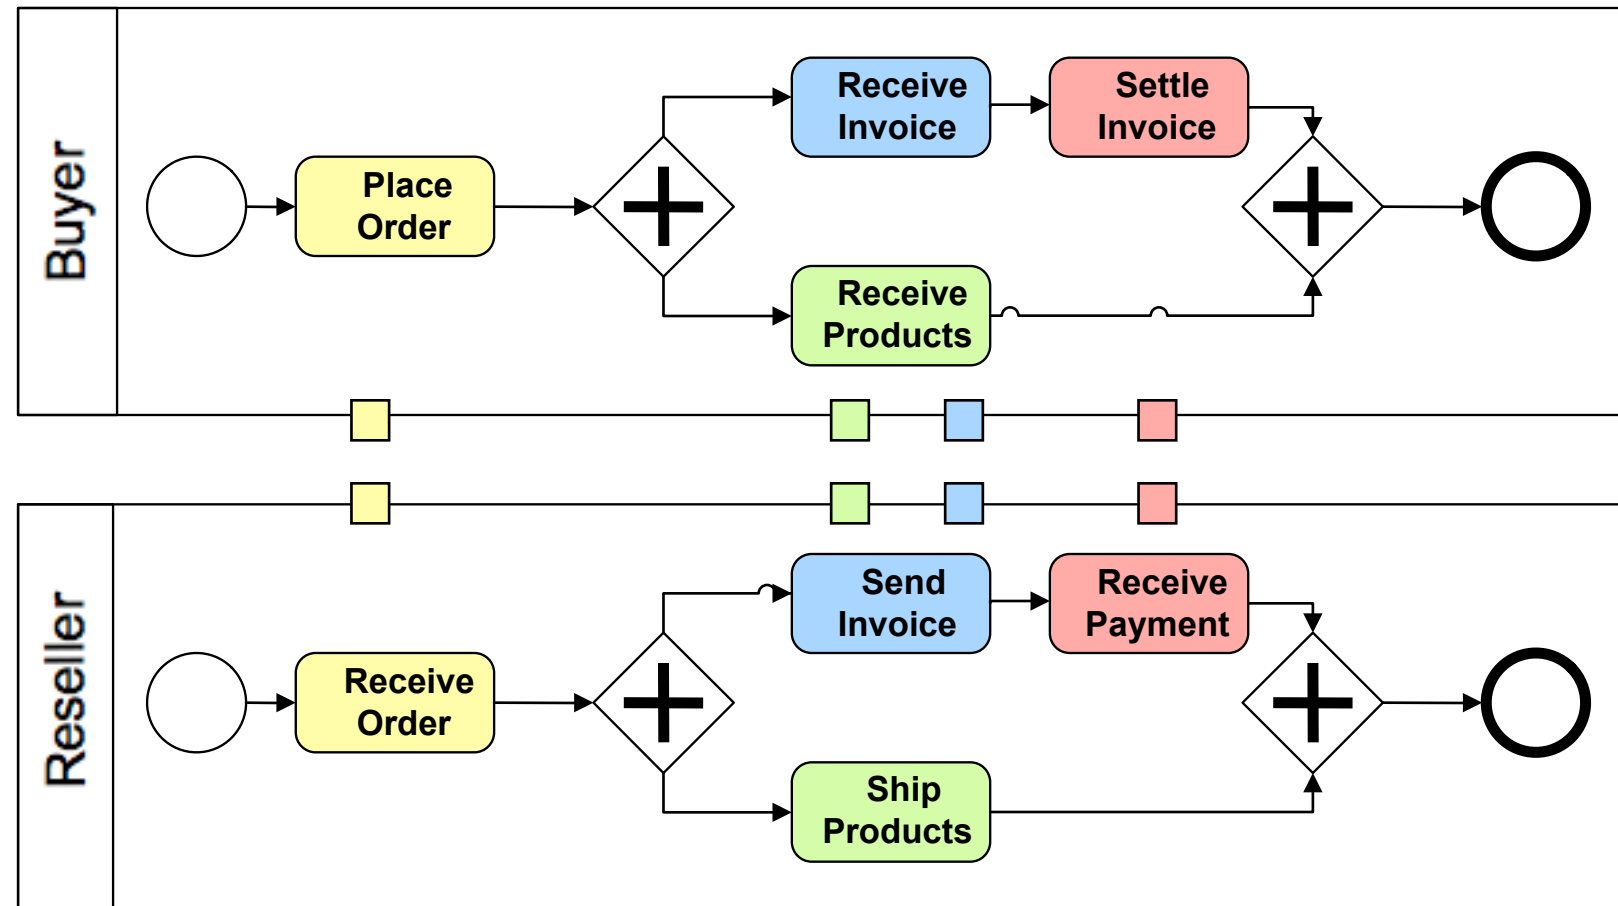 Buyer
Place
Order
Receive
Invoice
Settle
Invoice
Receive
Products
Reseller
Receive
Order
Send
Invoice
Receive
Payment
Ship
Products